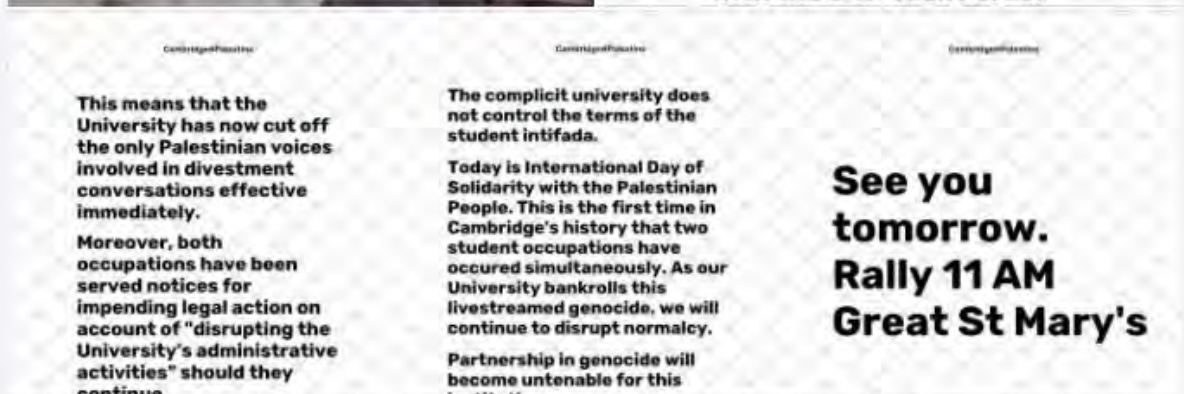 Cambridge4Palestine
This means that the
University has now cut off
the only Palestinian voices
involved in divestment
conversations effective
immediately.
Moreover, both
occupations have been
served notices for
impending legal action on
account of "disrupting the
University's administrative
activities" should they
continue
Cambridge4Palestine
The complicit university does
not control the terms of the
student intifada.
Today is International Day of
Solidarity with the Palestinian
People. This is the first time in
Cambridge's history that two
student occupations have
occured simultaneously. As our
University bankrolls this
livestreamed genocide, we will
continue to disrupt normalcy.
Partnership in genocide will
become untenable for this
Cambridge4Palestine
See you
tomorrow.
Rally 11 AM
Great St Mary's